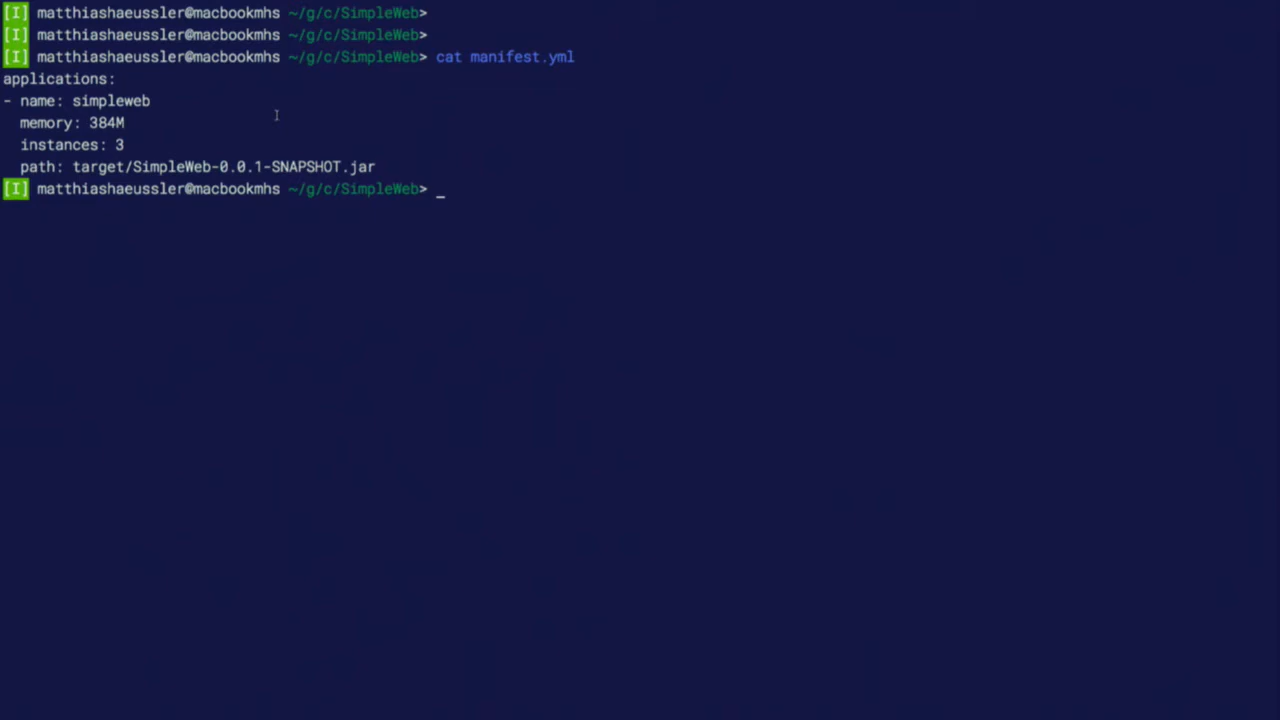 [I] matthiashaeussler@macbookmhs ~/g/c/SimpleWeb>
[I] matthiashaeussler@macbookmhs ~/g/c/SimpleWeb>
[I] matthiashaeussler@macbookmhs ~/g/c/SimpleWeb> cat manifest.yml
applications:
- name: simpleweb
  memory: 384M
  instances: 3
  path: target/SimpleWeb-0.0.1-SNAPSHOT.jar
[I] matthiashaeussler@macbookmhs ~/g/c/SimpleWeb> _